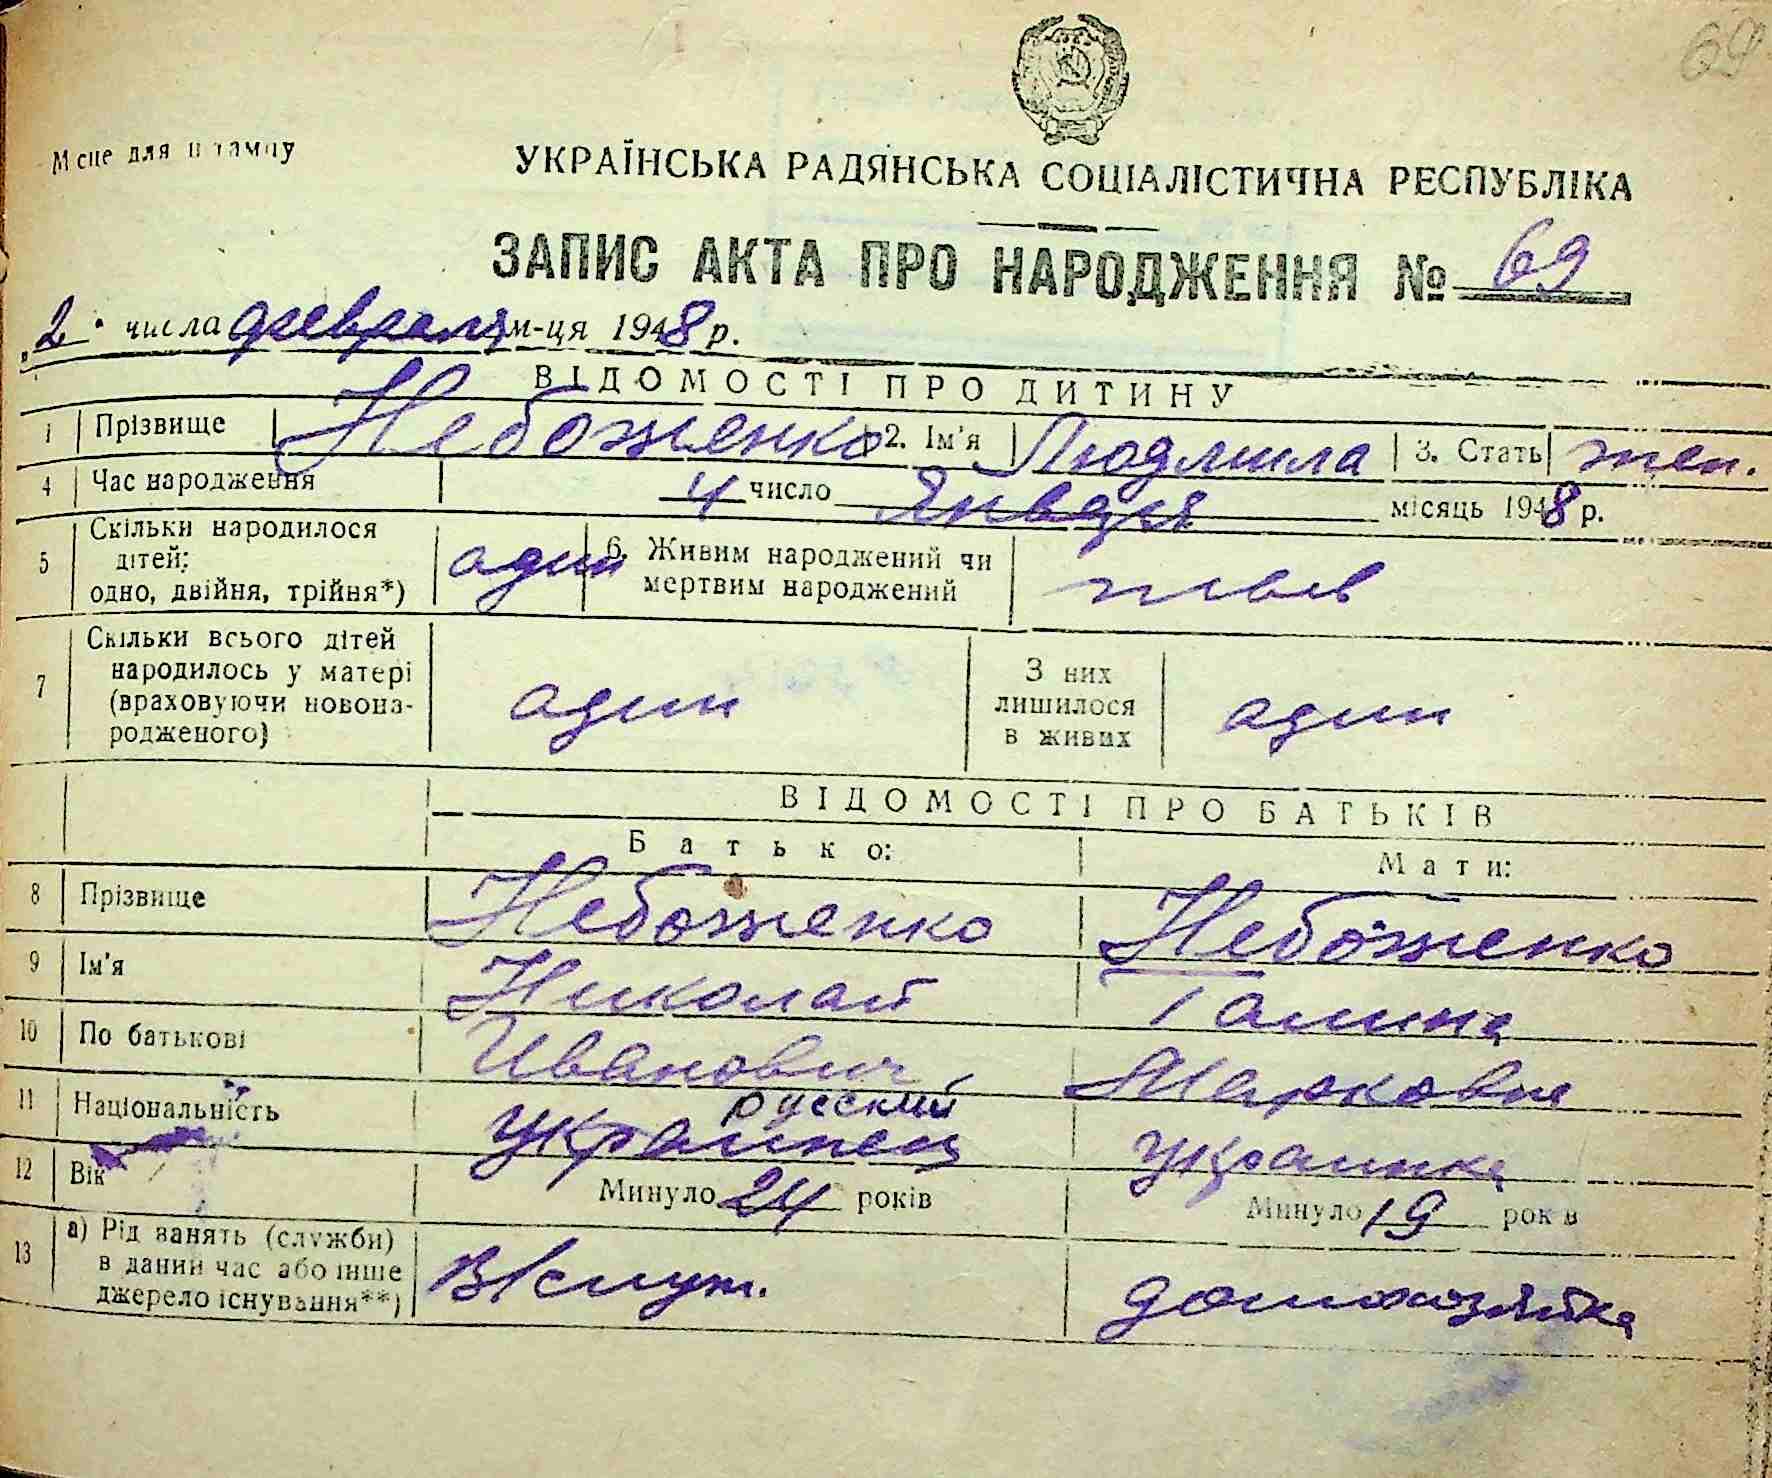 69
Місце для штампу
УКРАЇНСЬКА РАДЯНСЬКА СОЦІАЛІСТИЧНА РЕСПУБЛІКА
ЗАПИС АКТА ПРО НАРОДЖЕННЯ № 69
„2" числа февраля м-ця 1948 р.
ВІДОМОСТІ ПРО ДИТИНУ
1 Прізвище Небоженко 2. Ім'я Людмила 3. Стать жен.
4 Час народження 4 число Января місяць 1948 р.
5 Скільки народилося дітей: одно, двійня, трійня*) один 6. Живим народжений чи мертвим народжений живой
7 Скільки всього дітей народилось у матері (враховуючи новонародженого) один З них лишилося в живих один
ВІДОМОСТІ ПРО БАТЬКІВ
Батько: Мати:
8 Прізвище Небоженко Небоженко
9 Ім'я Николай Галина
10 По батькові Иванович Марковна
11 Національність украинец русский украинка
12 Вік Минуло 24 років Минуло 19 років
13 а) Рід занять (служби) в даний час або інше джерело існування**) В/служ. домохозяйка